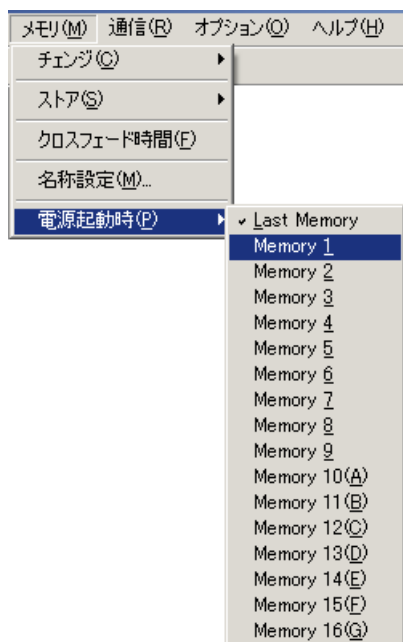 メモリ(M) 通信(R) オプション(O) ヘルプ(H)
チェンジ(C)
ストア(S)
クロスフェード時間(F)
名称設定(M)...
電源起動時(P)
Last Memory
Memory 1
Memory 2
Memory 3
Memory 4
Memory 5
Memory 6
Memory 7
Memory 8
Memory 9
Memory 10(A)
Memory 11(B)
Memory 12(C)
Memory 13(D)
Memory 14(E)
Memory 15(F)
Memory 16(G)